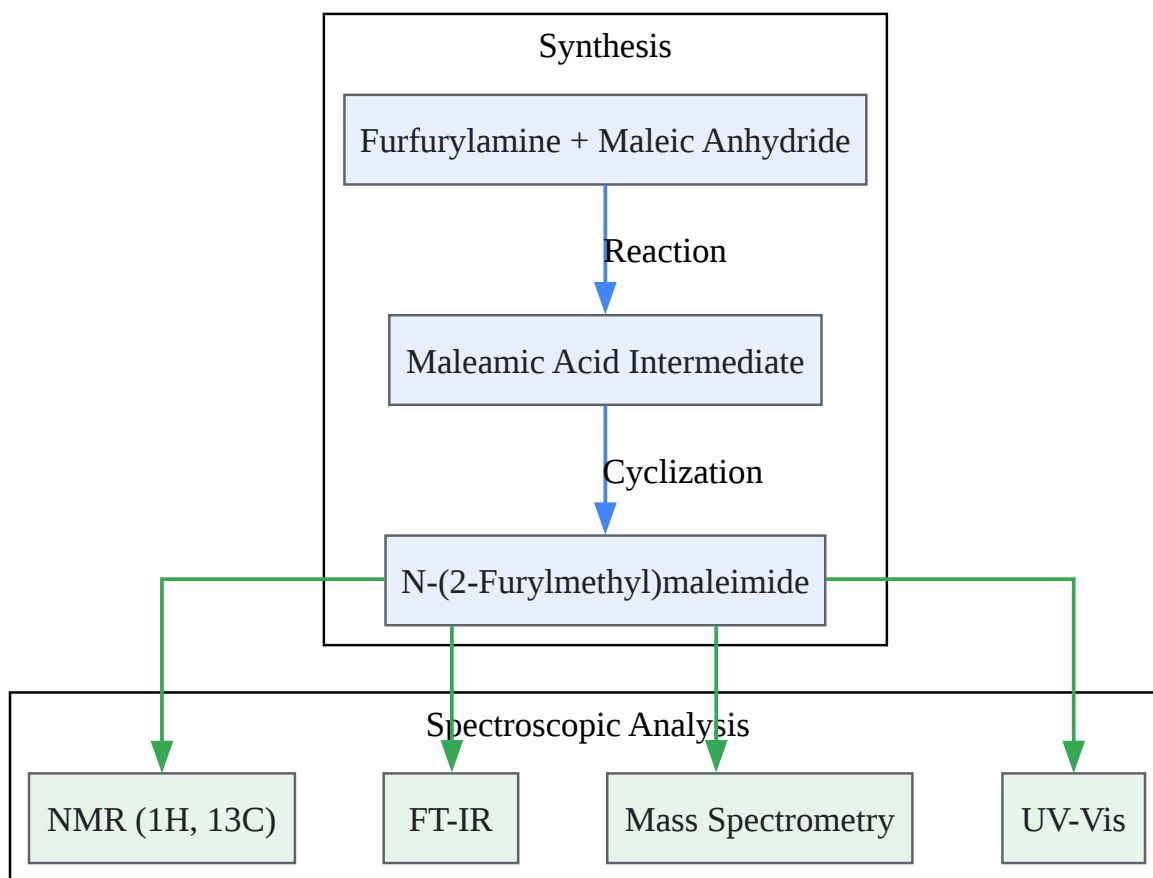 Synthesis
Furfurylamine + Maleic Anhydride
Reaction
Maleamic Acid Intermediate
Cyclization
N-(2-Furylmethyl)maleimide
Spectroscopic Analysis
NMR (1H, 13C)
FT-IR
Mass Spectrometry
UV-Vis